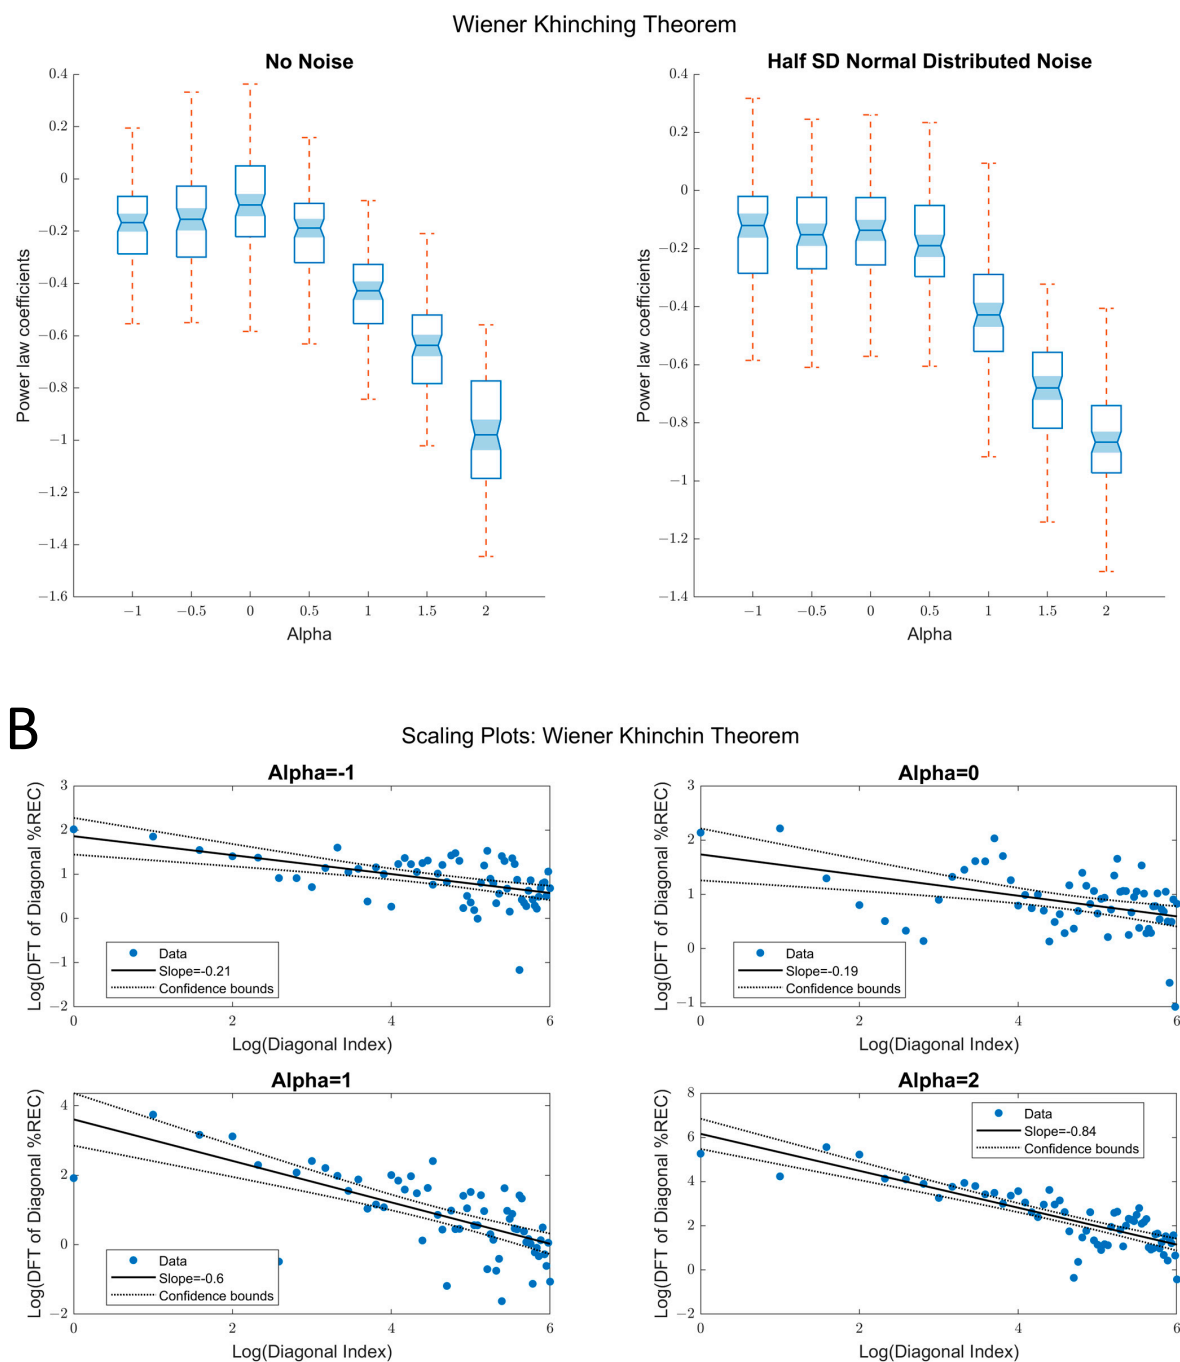 Wiener Khinching Theorem
No Noise
Half SD Normal Distributed Noise
0.4
0.2
0
−0.2
−0.4
−0.6
−0.8
−1
−1.2
−1.4
−1.6
Power law coefficients
−1 −0.5 0 0.5 1 1.5 2
Alpha
0.4
0.2
0
−0.2
−0.4
−0.6
−0.8
−1
−1.2
−1.4
Power law coefficients
−1 −0.5 0 0.5 1 1.5 2
Alpha
B
Scaling Plots: Wiener Khinchin Theorem
Alpha=-1
3
2
1
0
−1
−2
Log(DFT of Diagonal %REC)
Data
Slope=-0.21
Confidence bounds
0 2 4 6
Log(Diagonal Index)
Alpha=0
3
2
1
0
−1
Log(DFT of Diagonal %REC)
Data
Slope=-0.19
Confidence bounds
0 2 4 6
Log(Diagonal Index)
Alpha=1
4
2
0
−2
Log(DFT of Diagonal %REC)
Data
Slope=-0.6
Confidence bounds
0 2 4 6
Log(Diagonal Index)
Alpha=2
8
6
4
2
0
−2
Log(DFT of Diagonal %REC)
Data
Slope=-0.84
Confidence bounds
0 2 4 6
Log(Diagonal Index)